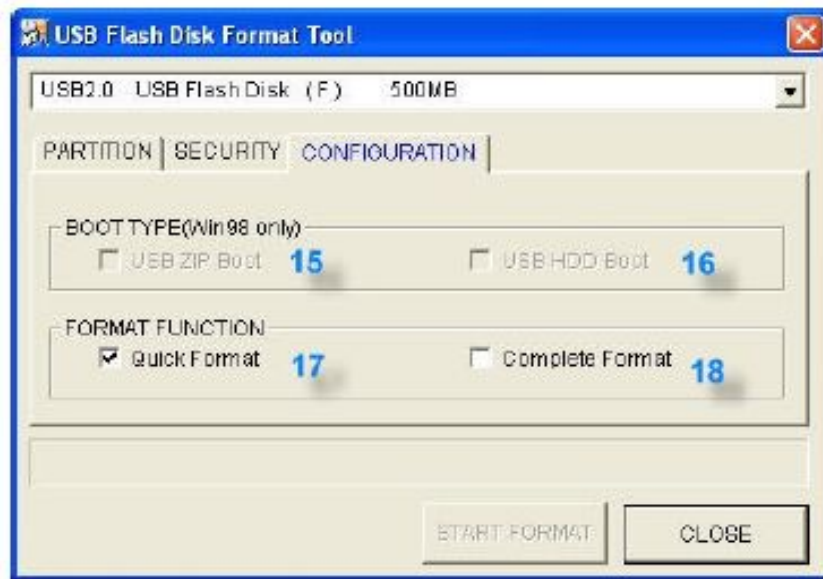 USB Flash Disk Format Tool
USB2.0 USB Flash Disk (F) 500MB
PARTITION SECURITY CONFIGURATION
BOOT TYPE(Win98 only)
USB ZIP Boot 15 USB HDD Boot 16
FORMAT FUNCTION
Quick Format 17 Complete Format 18
START FORMAT CLOSE